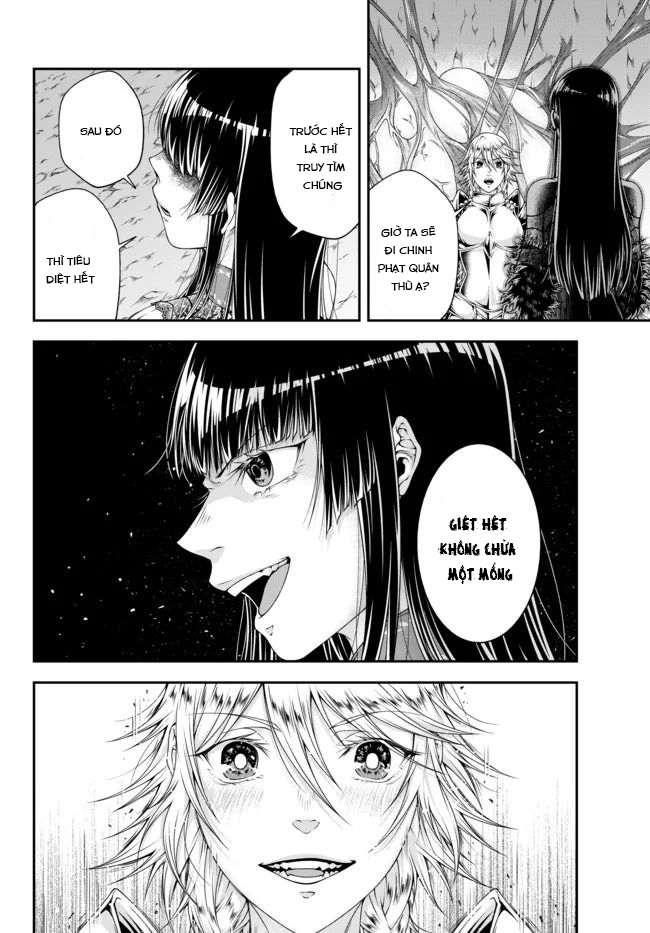 GIỜ TA SẼ
ĐI CHINH
PHẠT QUÂN
THÙ Ạ?
TRƯỚC HẾT
LÀ THÌ
TRUY TÌM
CHÚNG
SAU ĐÓ
THÌ TIÊU
DIỆT HẾT
GIẾT HẾT
KHÔNG CHỪA
MỘT MỐNG